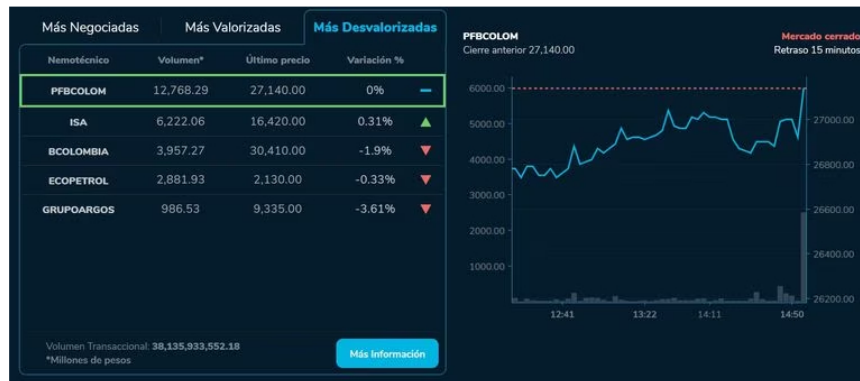 Más Negociadas Más Valorizadas Más Desvalorizadas
Nemotécnico Volumen* Último precio Variación %
PFBCOLOM 12,768.29 27,140.00 0%
ISA 6,222.06 16,420.00 0.31%
BCOLOMBIA 3,957.27 30,410.00 -1.9%
ECOPETROL 2,881.93 2,130.00 -0.33%
GRUPOARGOS 986.53 9,335.00 -3.61%
Volumen Transaccional: 38,135,933,552.18
*Millones de pesos
Más Información
PFBCOLOM Mercado cerrado
Cierre anterior 27,140.00 Retraso 15 minutos
6000.00
5000.00 27000.00
4000.00 26800.00
3000.00 26600.00
2000.00 26400.00
1000.00 26200.00
12:41 13:22 14:11 14:50